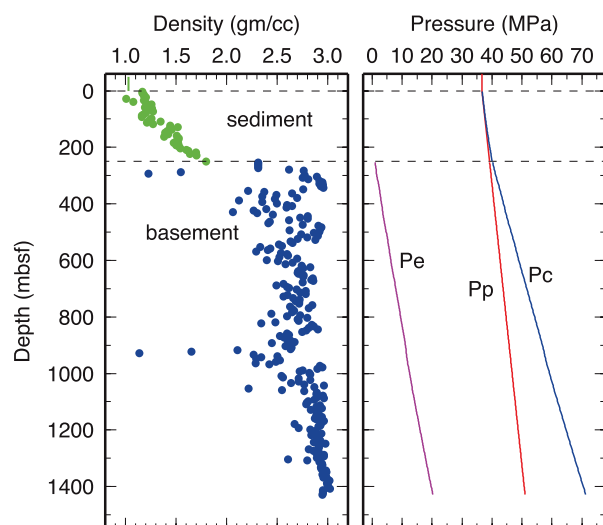 Density (gm/cc)
1.0 1.5 2.0 2.5 3.0
Pressure (MPa)
0 10 20 30 40 50 60 70
Depth (mbsf)
0
200
400
600
800
1000
1200
1400
sediment
basement
Pe
Pp
Pc